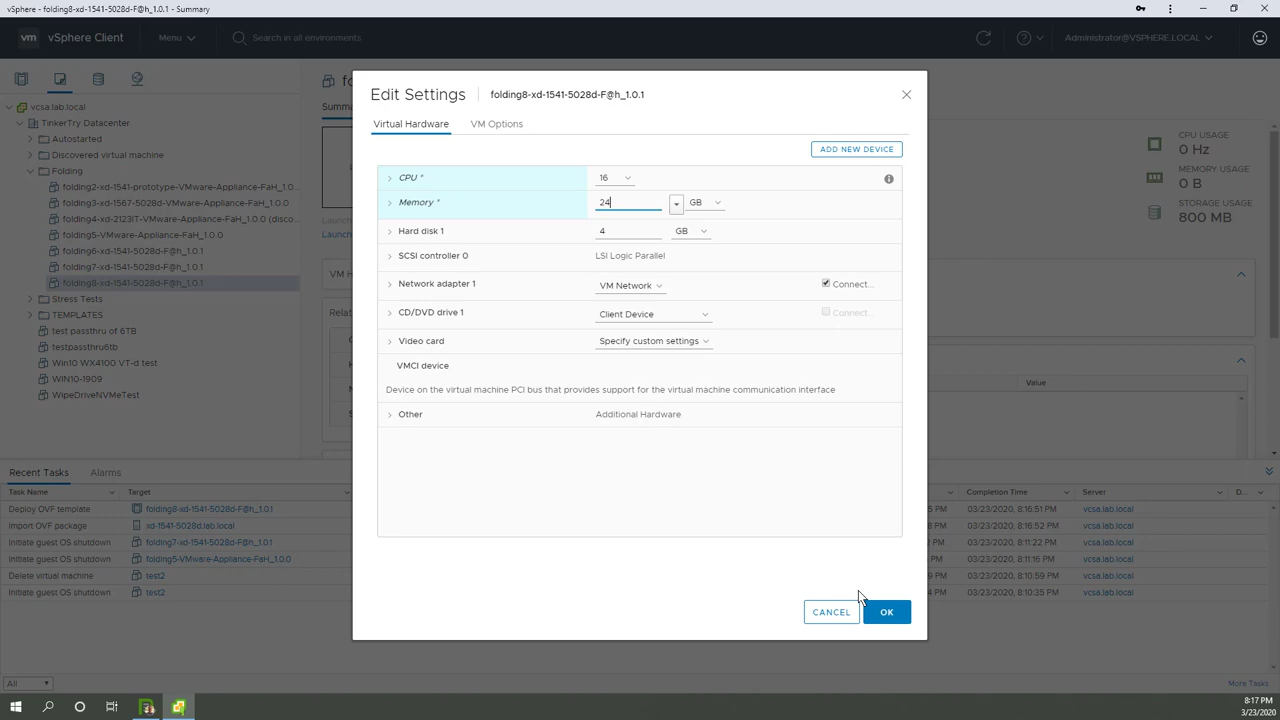 vSphere - folding8-xd-1541-5028d-F@h_1.0.1 - Summary
vm vSphere Client Menu Search in all environments Administrator@VSPHERE.LOCAL
vcsa.lab.local
TinkerTry Datacenter
Autostarted
Discovered virtual machine
Folding
folding2-xd-1541-prototype-VMware-Appliance-FaH_1.0...
folding3-xd-1567-5028d-VMware-Appliance-FaH_1.0.0
folding4-xd-2123IT-VMware-Appliance-FaH_1.0.0 (disco...
folding5-VMware-Appliance-FaH_1.0.0
folding6-xd-1541-5028d-F@h_1.0.1
folding7-xd-1541-5028d-F@h_1.0.1
folding8-xd-1541-5028d-F@h_1.0.1
Stress Tests
TEMPLATES
test passthru of 6TB
testpassthru6tb
Win10 WX4100 VT-d test
WIN10-1909
WipeDriveNVMeTest
fo
Summa
Launch
Launch
VM H
Relate
CPU USAGE
0 Hz
MEMORY USAGE
0 B
STORAGE USAGE
800 MB
Value
Edit Settings folding8-xd-1541-5028d-F@h_1.0.1
Virtual Hardware VM Options
ADD NEW DEVICE
CPU * 16
Memory * 24 GB
Hard disk 1 4 GB
SCSI controller 0 LSI Logic Parallel
Network adapter 1 VM Network Connect...
CD/DVD drive 1 Client Device Connect...
Video card Specify custom settings
VMCI device
Device on the virtual machine PCI bus that provides support for the virtual machine communication interface
Other Additional Hardware
CANCEL OK
Recent Tasks Alarms
Task Name Target Completion Time Server D...
Deploy OVF template folding8-xd-1541-5028d-F@h_1.0.1 5 PM 03/23/2020, 8:16:51 PM vcsa.lab.local
Import OVF package xd-1541-5028d.lab.local 8 PM 03/23/2020, 8:16:52 PM vcsa.lab.local
Initiate guest OS shutdown folding7-xd-1541-5028d-F@h_1.0.1 PM 03/23/2020, 8:11:22 PM vcsa.lab.local
Initiate guest OS shutdown folding5-VMware-Appliance-FaH_1.0.0 PM 03/23/2020, 8:11:16 PM vcsa.lab.local
Delete virtual machine test2 9 PM 03/23/2020, 8:10:59 PM vcsa.lab.local
Initiate guest OS shutdown test2 4 PM 03/23/2020, 8:10:35 PM vcsa.lab.local
All More Tasks
8:17 PM
3/23/2020